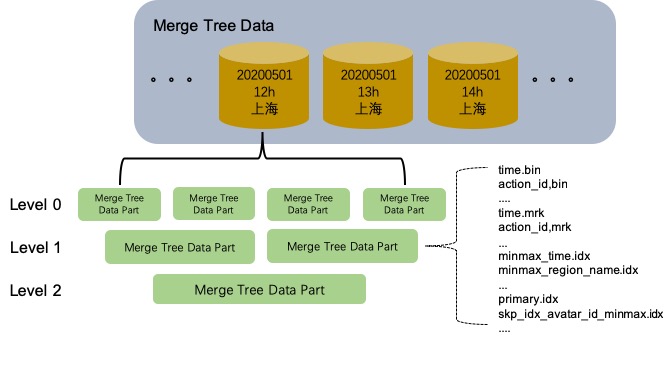 Merge Tree Data
20200501
12h
上海
20200501
13h
上海
20200501
14h
上海
Level 0
Merge Tree
Data Part
Merge Tree
Data Part
Merge Tree
Data Part
Merge Tree
Data Part
Level 1
Merge Tree Data Part
Merge Tree Data Part
Level 2
Merge Tree Data Part
time.bin
action_id,bin
....
time.mrk
action_id,mrk
...
minmax_time.idx
minmax_region_name.idx
...
primary.idx
skp_idx_avatar_id_minmax.idx
....